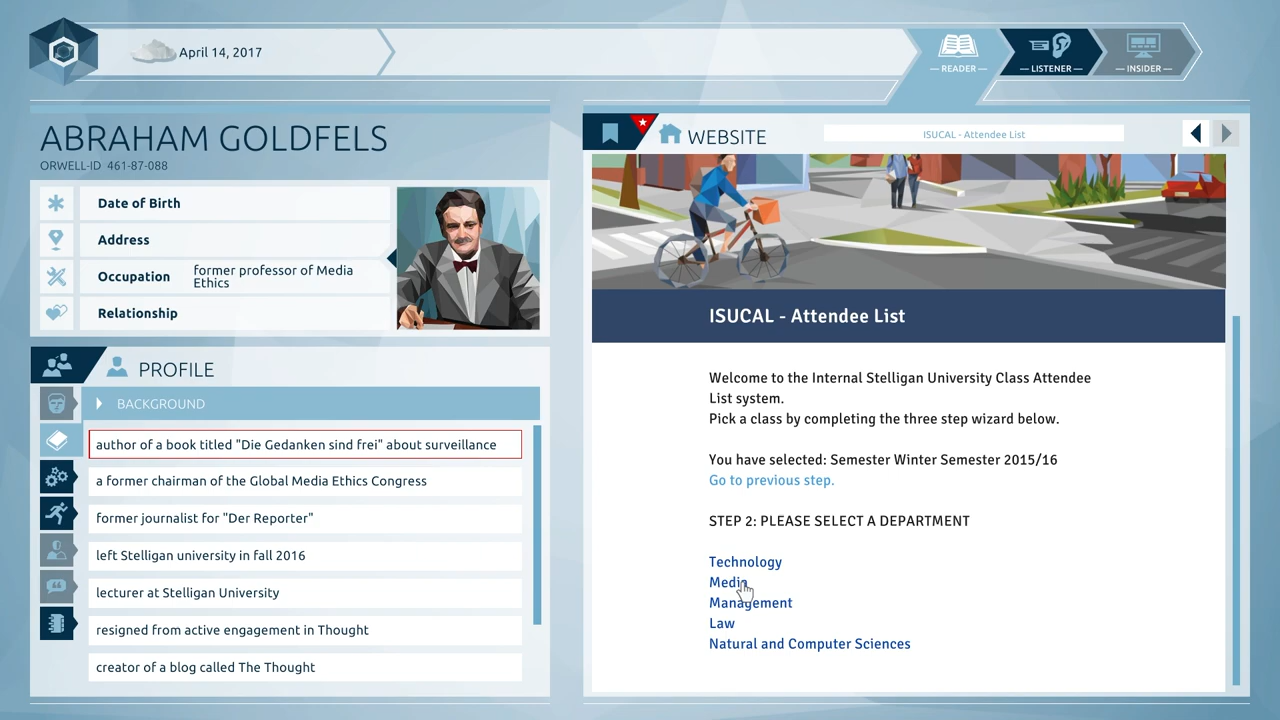 April 14, 2017
— READER —
— LISTENER —
— INSIDER —
ABRAHAM GOLDFELS
ORWELL-ID 461-87-088
Date of Birth
Address
Occupation former professor of Media
Ethics
Relationship
PROFILE
BACKGROUND
author of a book titled "Die Gedanken sind frei" about surveillance
a former chairman of the Global Media Ethics Congress
former journalist for "Der Reporter"
left Stelligan university in fall 2016
lecturer at Stelligan University
resigned from active engagement in Thought
creator of a blog called The Thought
WEBSITE
ISUCAL - Attendee List
ISUCAL - Attendee List
Welcome to the Internal Stelligan University Class Attendee
List system.
Pick a class by completing the three step wizard below.
You have selected: Semester Winter Semester 2015/16
Go to previous step.
STEP 2: PLEASE SELECT A DEPARTMENT
Technology
Media
Management
Law
Natural and Computer Sciences